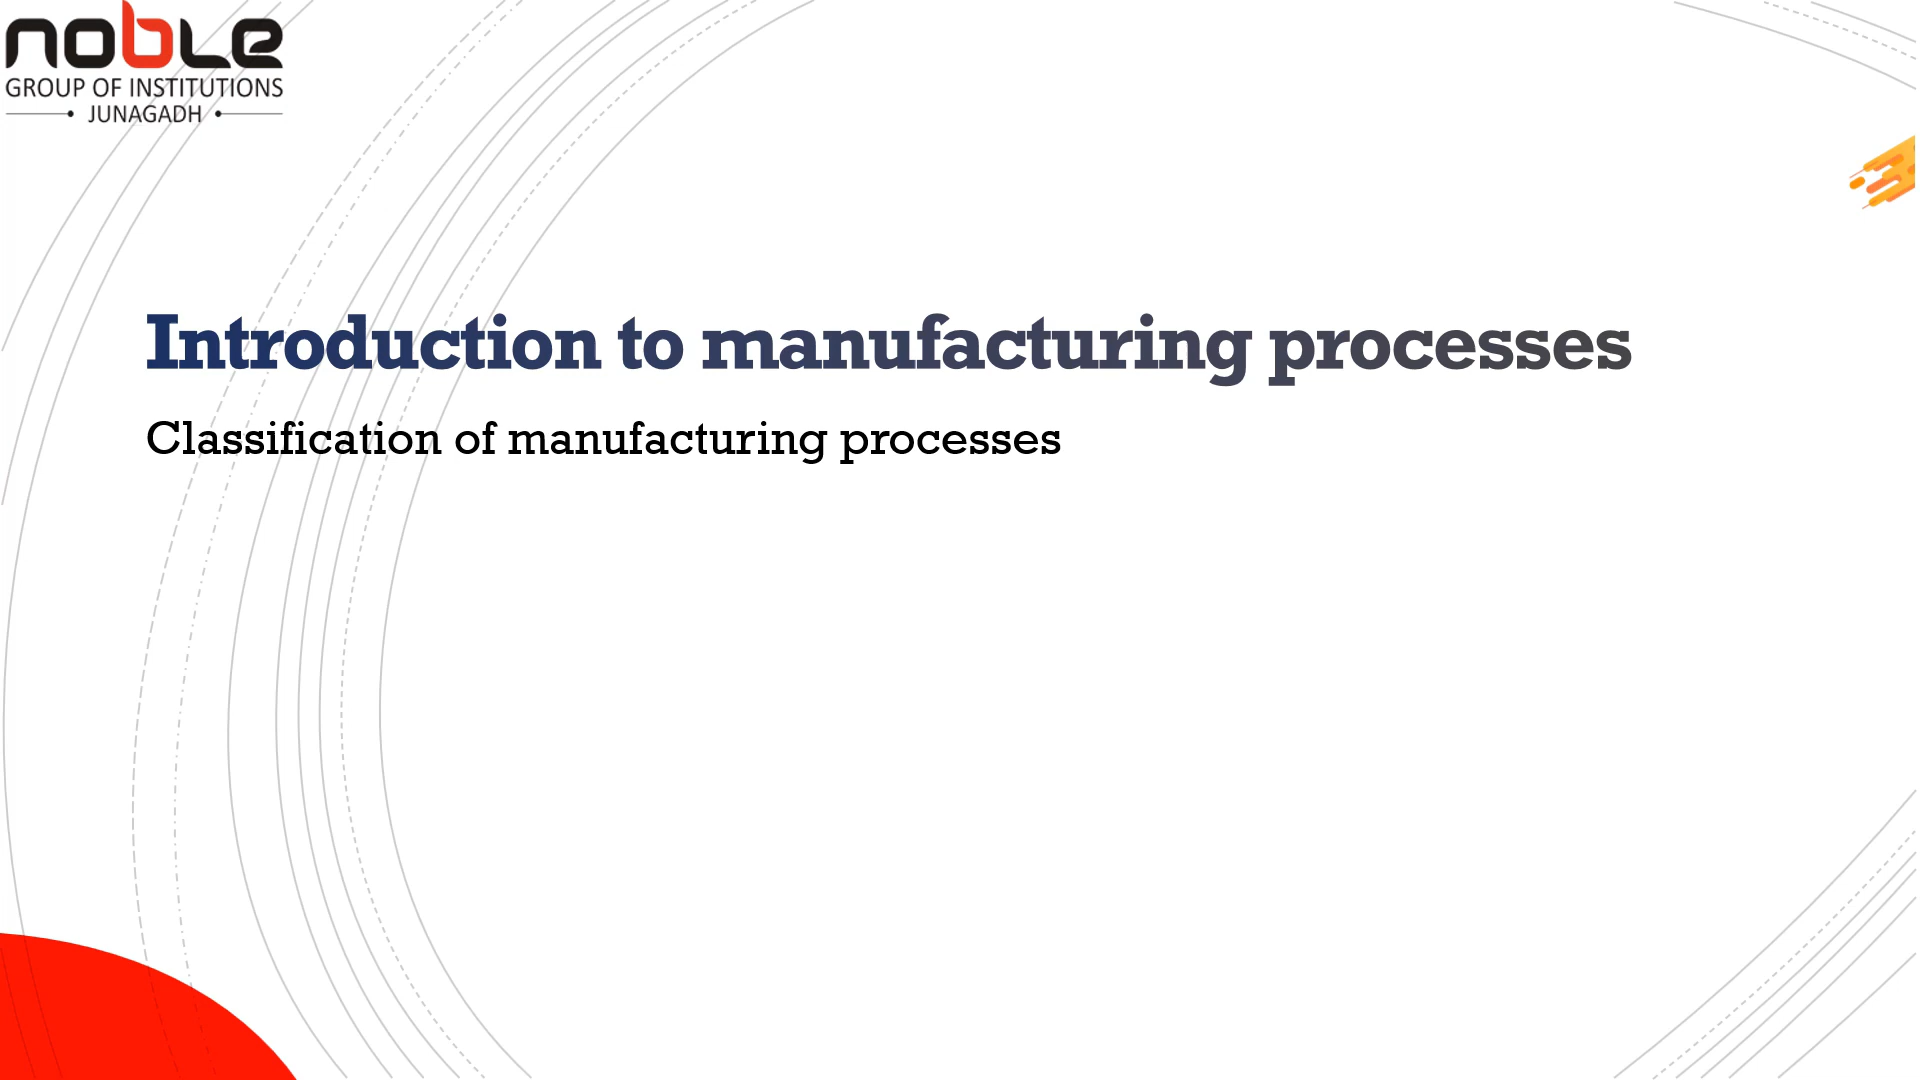 noble
GROUP OF INSTITUTIONS
JUNAGADH
Introduction to manufacturing processes
Classification of manufacturing processes